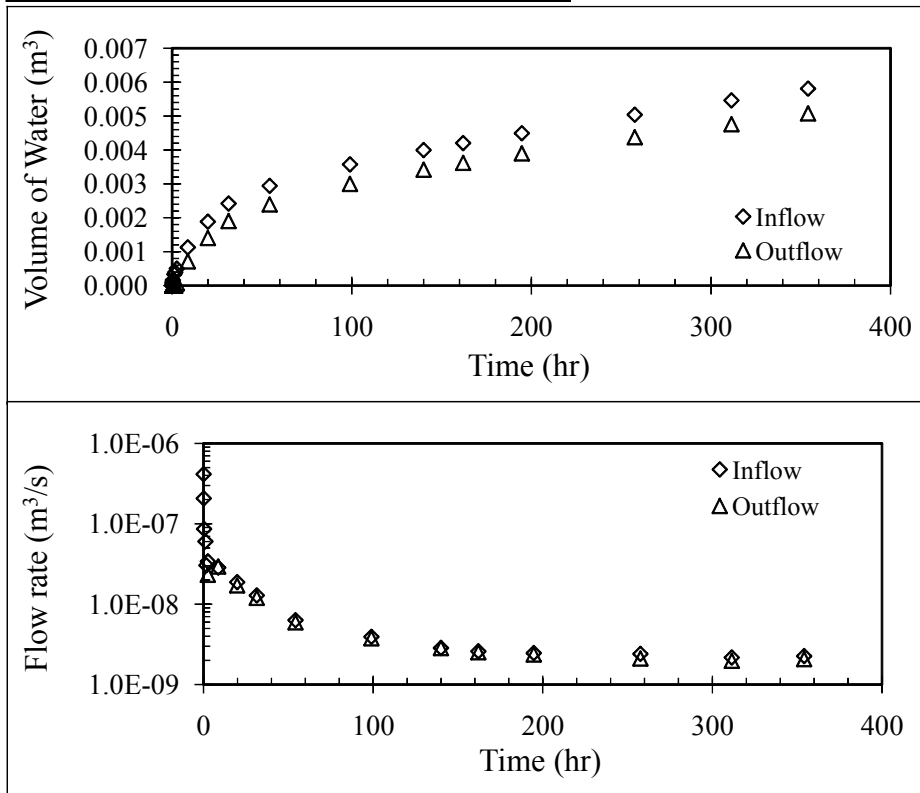 Volume of Water (m³)
0.007
0.006
0.005
0.004
0.003
0.002
0.001
0.000
Inflow
Outflow
0 100 200 300 400
Time (hr)
Flow rate (m³/s)
1.0E-06
1.0E-07
1.0E-08
1.0E-09
Inflow
Outflow
0 100 200 300 400
Time (hr)